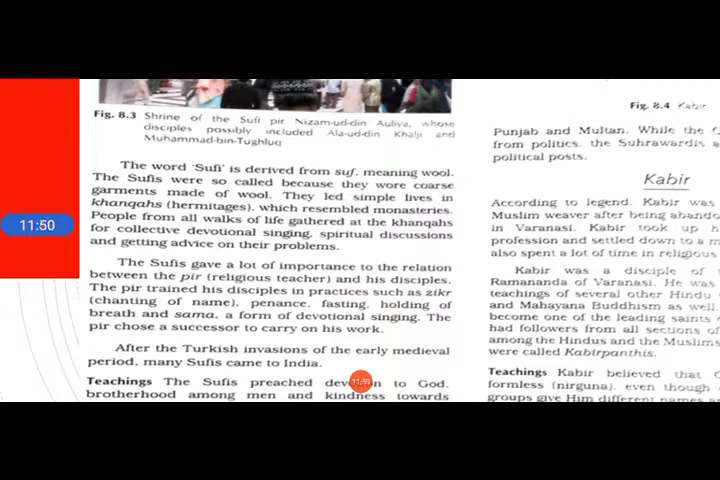 Fig. 8.3 Shrine of the Sufi pir Nizam-ud-din Auliya, whose
disciples possibly included Ala-ud-din Khalji and
Muhammad-bin-Tughluq
The word 'Sufi' is derived from suf, meaning wool.
The Sufis were so called because they wore coarse
garments made of wool. They led simple lives in
khanqahs (hermitages), which resembled monasteries.
People from all walks of life gathered at the khanqahs
for collective devotional singing, spiritual discussions
and getting advice on their problems.
The Sufis gave a lot of importance to the relation
between the pir (religious teacher) and his disciples.
The pir trained his disciples in practices such as zikr
(chanting of name), penance, fasting, holding of
breath and sama, a form of devotional singing. The
pir chose a successor to carry on his work.
After the Turkish invasions of the early medieval
period, many Sufis came to India.
Teachings The Sufis preached to God,
brotherhood among men and kindness towards
11:50
Fig. 8.4 Kabir
Punjab and Multan. While the
from politics, the Suhrawardis
political posts.
Kabir
According to legend, Kabir was
Muslim weaver after being abando
in Varanasi. Kabir took up h
profession and settled down to a m
also spent a lot of time in religious
Kabir was a disciple of
Ramananda of Varanasi. He was
teachings of several other Hindu
and Mahayana Buddhism as well.
become one of the leading saints
had followers from all sections of
among the Hindus and the Muslims
were called Kabirpanthis.
Teachings Kabir believed that
formless (nirguna), even though
groups give Him different names a